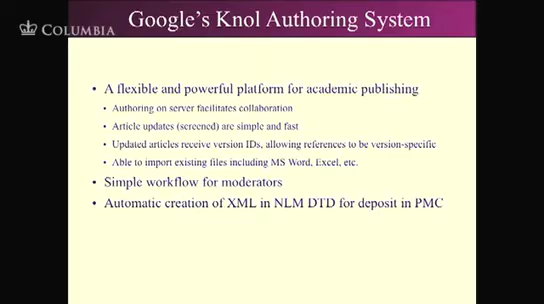 COLUMBIA
Google's Knol Authoring System
• A flexible and powerful platform for academic publishing
• Authoring on server facilitates collaboration
• Article updates (screened) are simple and fast
• Updated articles receive version IDs, allowing references to be version-specific
• Able to import existing files including MS Word, Excel, etc.
• Simple workflow for moderators
• Automatic creation of XML in NLM DTD for deposit in PMC